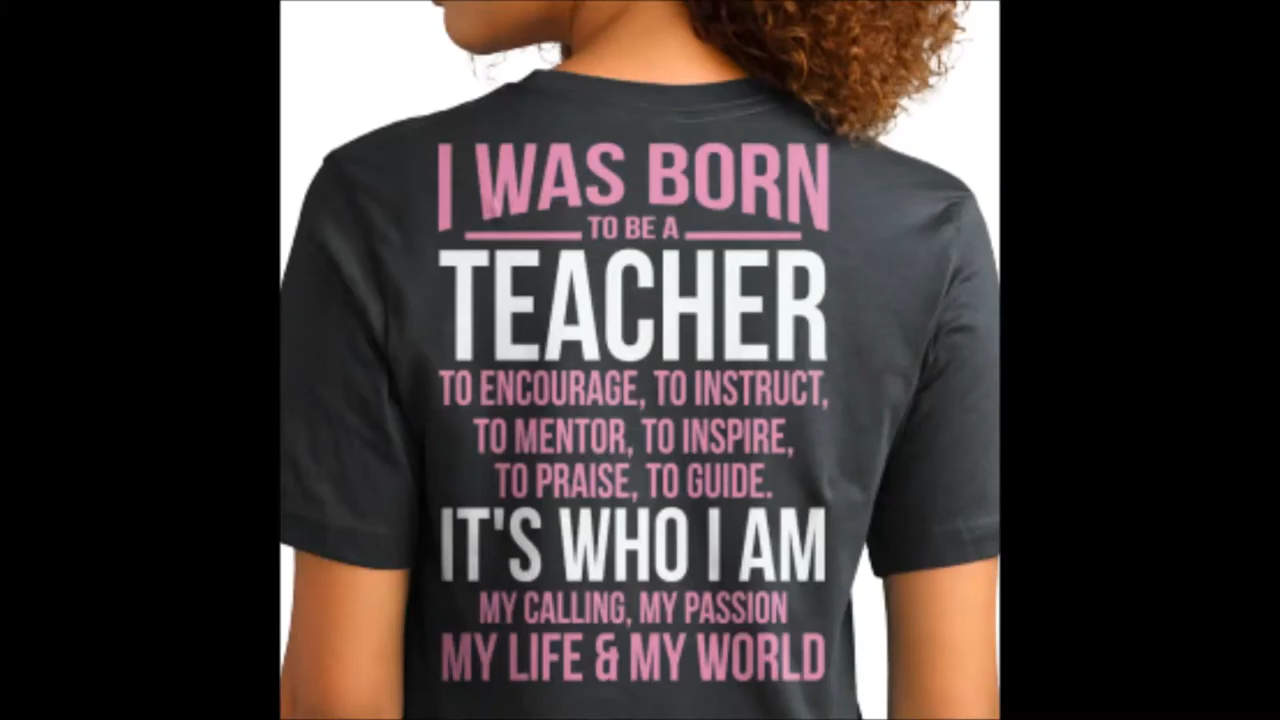 I WAS BORN
TO BE A
TEACHER
TO ENCOURAGE, TO INSTRUCT,
TO MENTOR, TO INSPIRE,
TO PRAISE, TO GUIDE.
IT'S WHO I AM
MY CALLING, MY PASSION
MY LIFE & MY WORLD